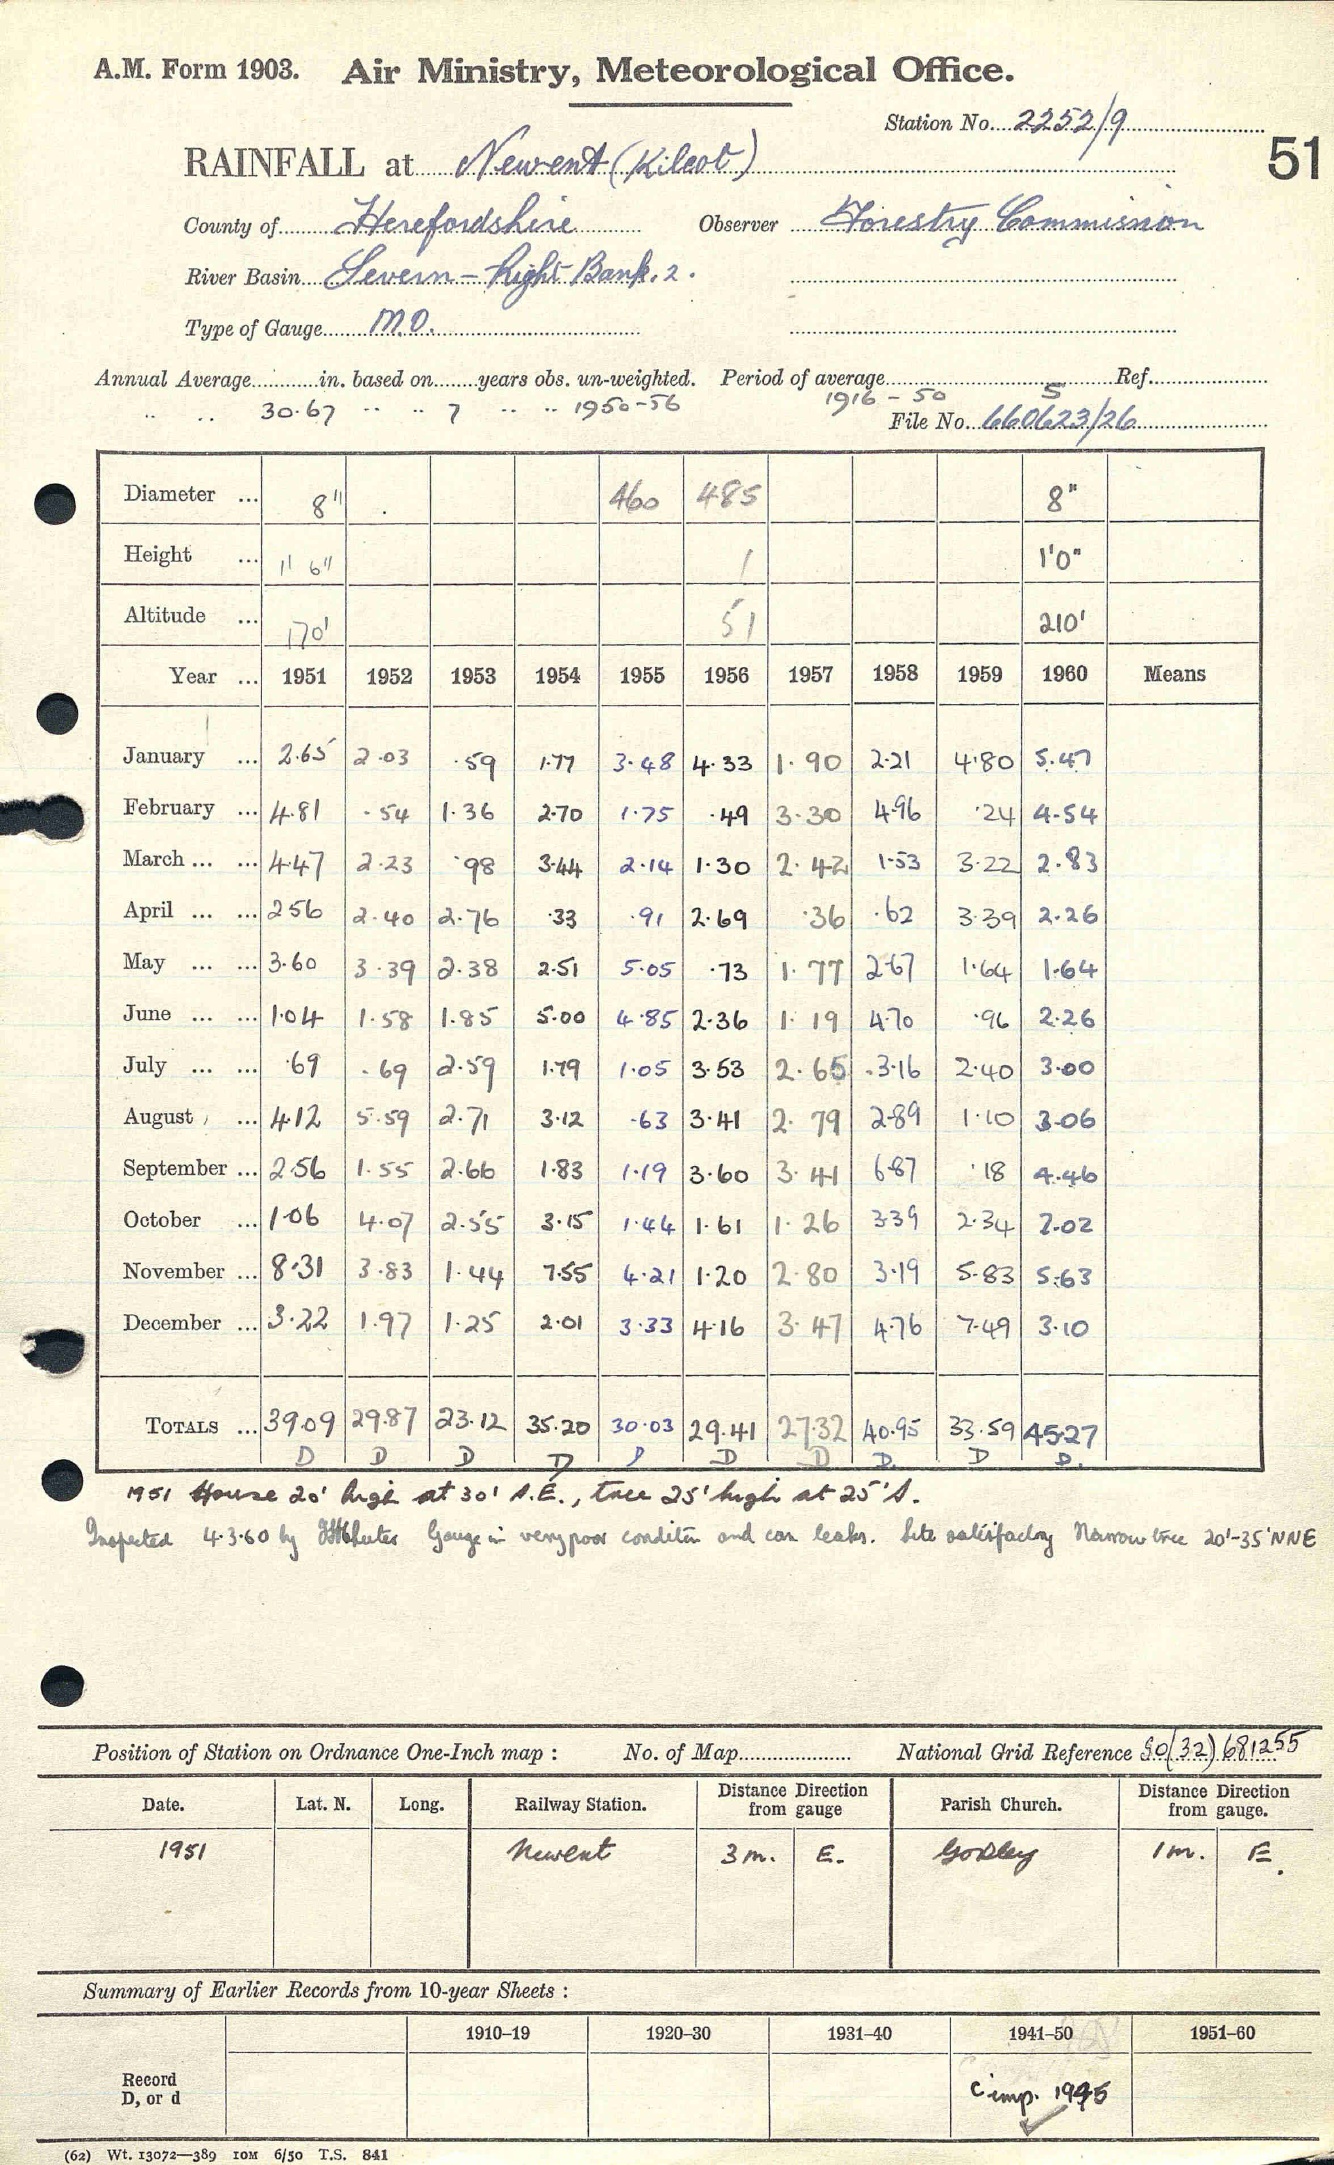 A.M. Form 1903. Air Ministry, Meteorological Office.
Station No. 2252/9
RAINFALL at Newent (Kilcot)
51
County of Herefordshire Observer Forestry Commission
River Basin Severn – Right Bank. 2.
Type of Gauge M.O.
Annual Average in. based on years obs. un-weighted. Period of average Ref.
" " 30.67 " " 7 " " 1950-56 1916 - 50 5
File No. 660623/26
Diameter ... 8" 460 485 8"
Height ... 1' 6" 1 1'0"
Altitude ... 170' 51 210'
Year ... 1951 1952 1953 1954 1955 1956 1957 1958 1959 1960 Means
January ... 2.65 2.03 .59 1.77 3.48 4.33 1.90 2.21 4.80 5.47
February ... 4.81 .54 1.36 2.70 1.75 .49 3.30 4.96 .24 4.54
March ... ... 4.47 2.23 .98 3.44 2.14 1.30 2.42 1.53 3.22 2.83
April ... ... 2.56 2.40 2.76 .33 .91 2.69 .36 .62 3.39 2.26
May ... ... 3.60 3.39 2.38 2.51 5.05 .73 1.77 2.67 1.64 1.64
June ... ... 1.04 1.58 1.85 5.00 4.85 2.36 1.19 4.70 .96 2.26
July ... ... .69 .69 2.59 1.79 1.05 3.53 2.65 3.16 2.40 3.00
August ... 4.12 5.59 2.71 3.12 .63 3.41 2.79 2.89 1.10 3.06
September ... 2.56 1.55 2.66 1.83 1.19 3.60 3.41 6.87 .18 4.46
October ... 1.06 4.07 2.55 3.15 1.44 1.61 1.26 3.39 2.34 7.02
November ... 8.31 3.83 1.44 7.55 4.21 1.20 2.80 3.19 5.83 5.63
December ... 3.22 1.97 1.25 2.01 3.33 4.16 3.47 4.76 7.49 3.10
TOTALS ... 39.09 29.87 23.12 35.20 30.03 29.41 27.32 40.95 33.59 45.27
D D D D D D D D. D D.
1951 House 20' high at 30' S.E., tree 25' high at 25' S.
Inspected 4.3.60 by Gauge in very poor condition and can leaks. Site satisfactory Narrow tree 20'-35' NNE
Position of Station on Ordnance One-Inch map : No. of Map National Grid Reference SO(32) 681255
Date. Lat. N. Long. Railway Station. Distance from gauge Direction Parish Church. Distance from gauge. Direction
1951 Newent 3 m. E. Gorsley 1 m. E.
Summary of Earlier Records from 10-year Sheets :
1910–19 1920–30 1931–40 1941–50 1951–60
Record
D, or d
C imp. 1945
(62) Wt. 13072—389 10M 6/50 T.S. 841